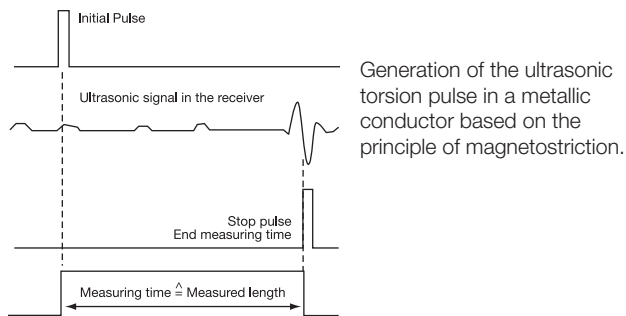 Initial Pulse
Ultrasonic signal in the receiver
Stop pulse
End measuring time
Measuring time ≙ Measured length
Generation of the ultrasonic
torsion pulse in a metallic
conductor based on the
principle of magnetostriction.